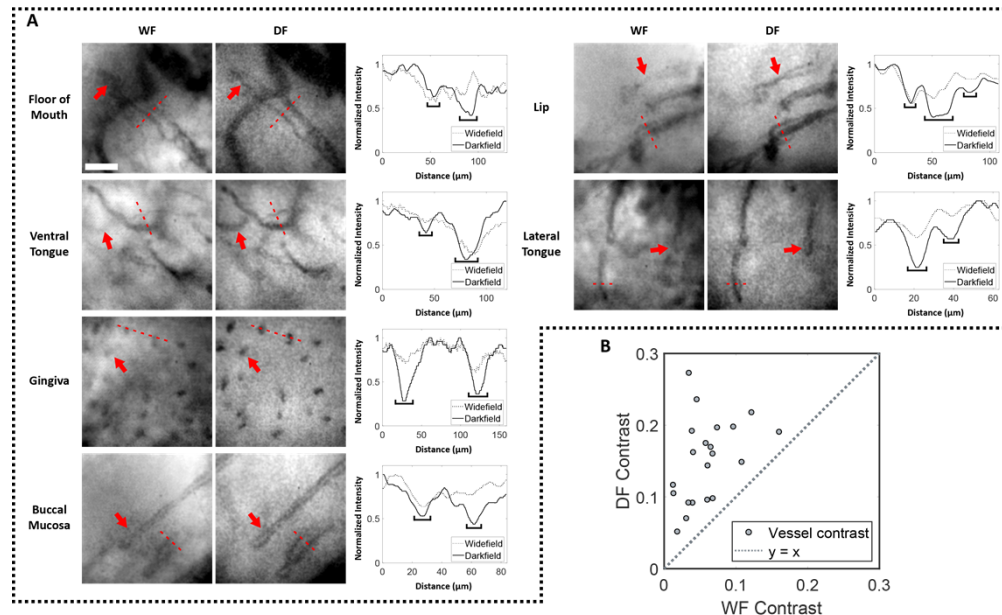 A
WF
DF
WF
DF
Floor of
Mouth
Normalized Intensity
1
0.5
0
0
50
100
Distance (µm)
Widefield
Darkfield
Lip
Normalized Intensity
1
0.5
0
0
50
100
Distance (µm)
Widefield
Darkfield
Ventral
Tongue
Normalized Intensity
1
0.5
0
0
50
100
Distance (µm)
Widefield
Darkfield
Lateral
Tongue
Normalized Intensity
1
0.5
0
0
20
40
60
Distance (µm)
Widefield
Darkfield
Gingiva
Normalized Intensity
1
0.5
0
0
50
100
150
Distance (µm)
Widefield
Darkfield
Buccal
Mucosa
Normalized Intensity
1
0.5
0
0
20
40
60
80
Distance (µm)
Widefield
Darkfield
B
DF Contrast
0.3
0.2
0.1
0
0
0.1
0.2
0.3
WF Contrast
Vessel contrast
y = x